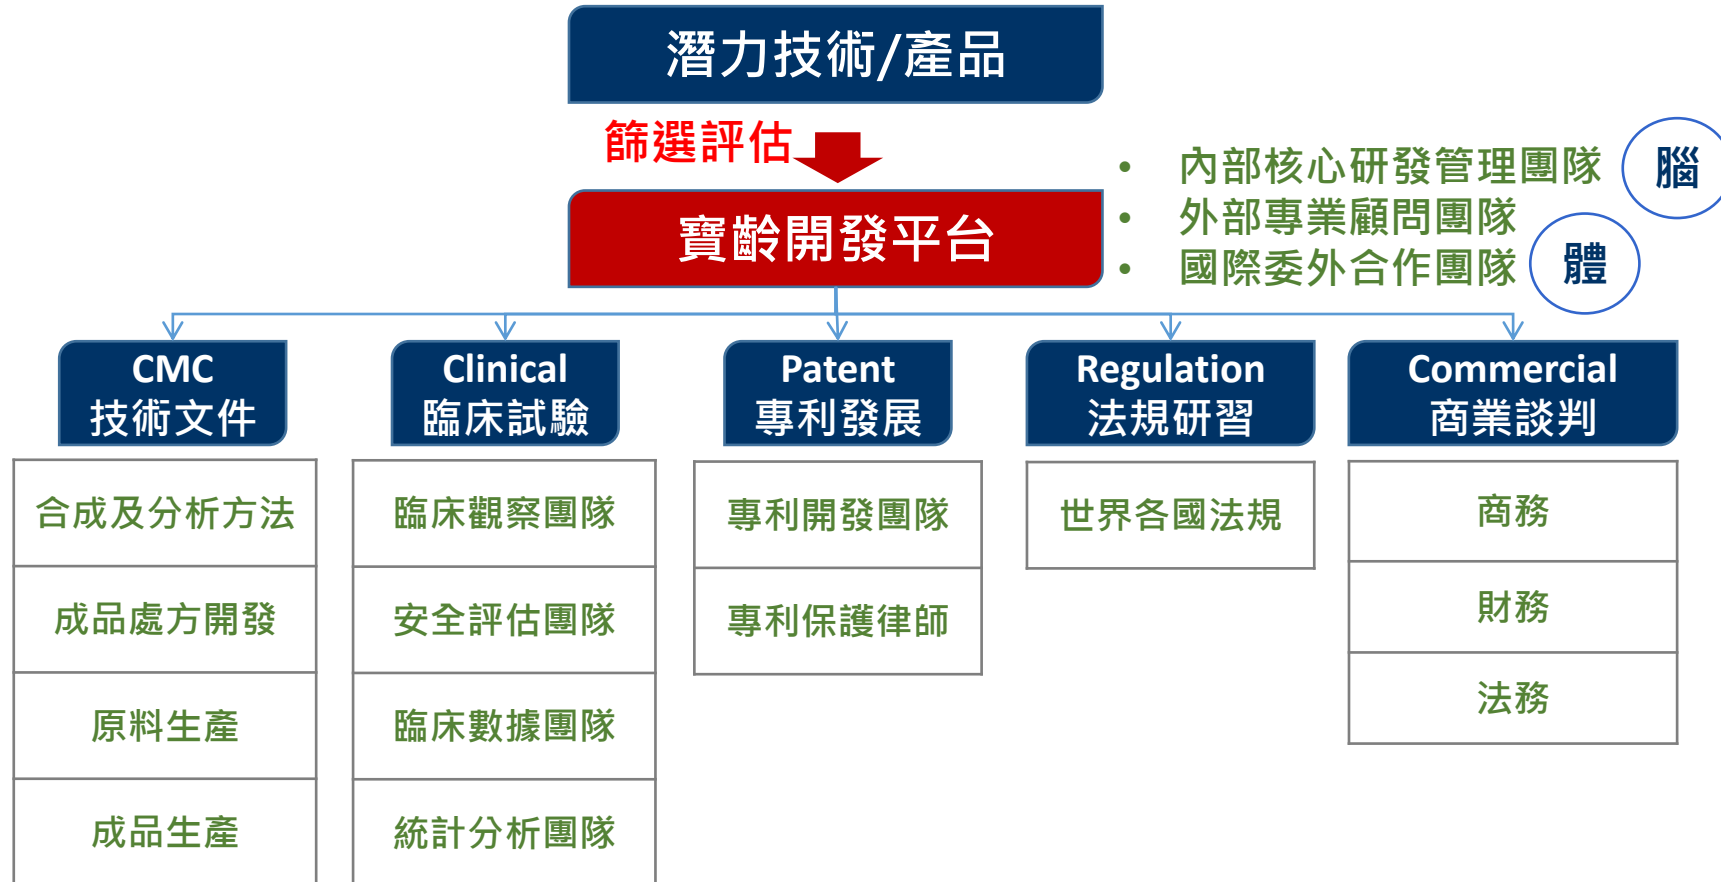 潛力技術/產品
篩選評估
寶齡開發平台
• 內部核心研發管理團隊
• 外部專業顧問團隊
• 國際委外合作團隊
腦
體
CMC
技術文件
合成及分析方法
成品處方開發
原料生產
成品生產
Clinical
臨床試驗
臨床觀察團隊
安全評估團隊
臨床數據團隊
統計分析團隊
Patent
專利發展
專利開發團隊
專利保護律師
Regulation
法規研習
世界各國法規
Commercial
商業談判
商務
財務
法務